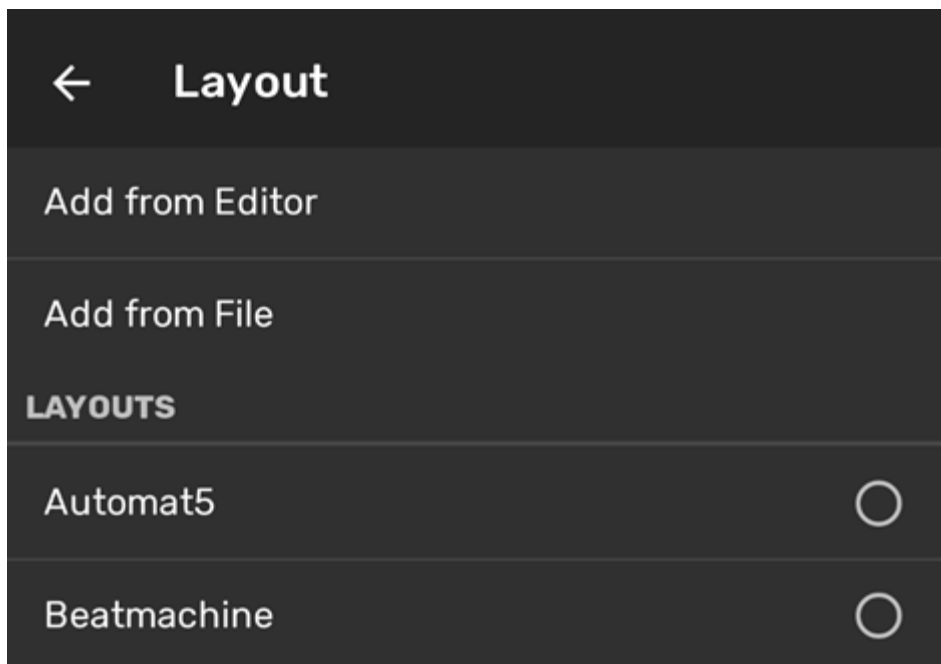 Layout
Add from Editor
Add from File
LAYOUTS
Automat5
Beatmachine